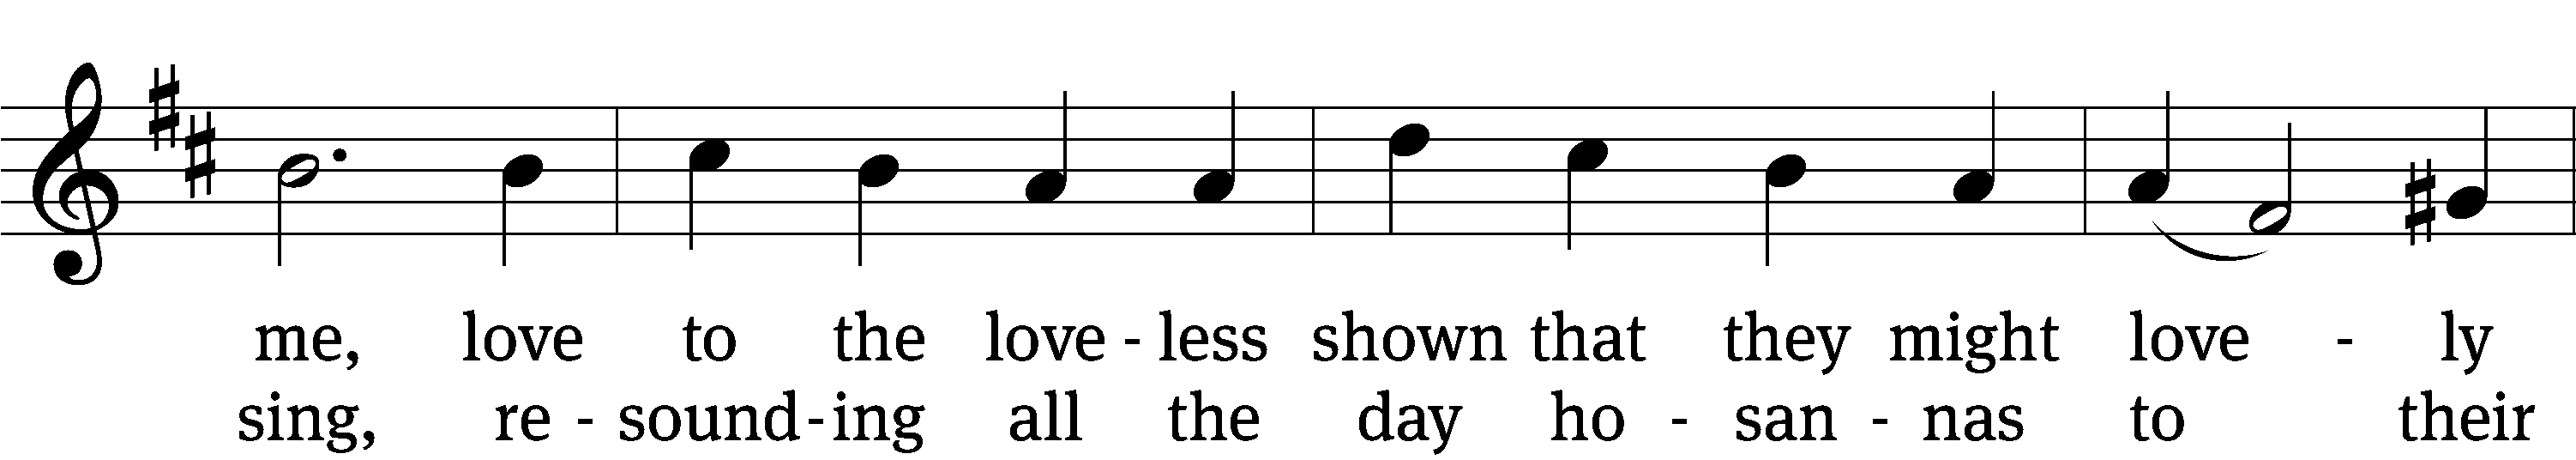 me, love to the love - less shown that they might love - ly
sing, re - sound - ing all the day ho - san - nas to their